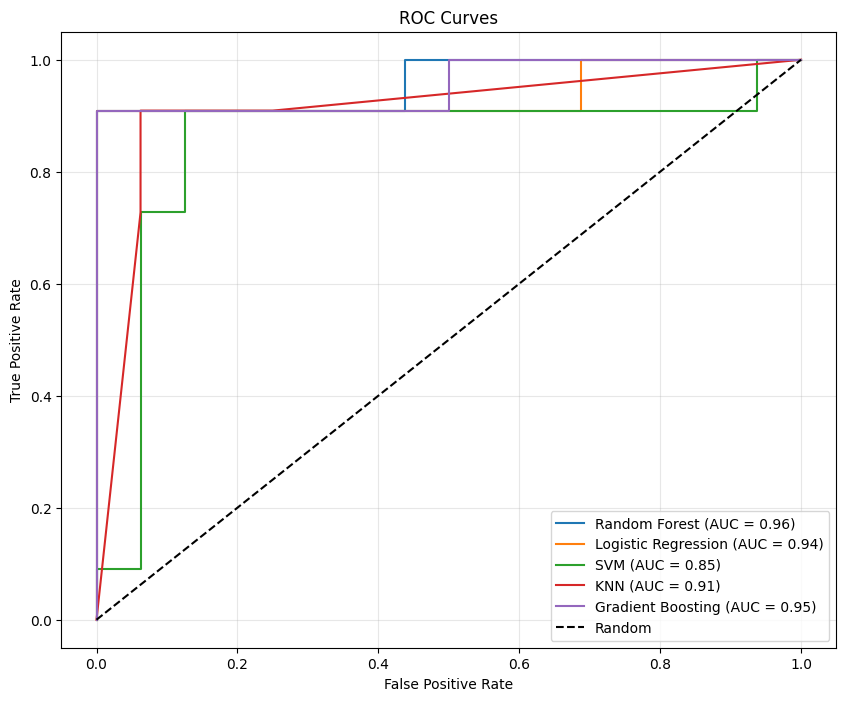 ROC Curves
True Positive Rate
1.0
0.8
0.6
0.4
0.2
0.0
0.0 0.2 0.4 0.6 0.8 1.0
False Positive Rate
Random Forest (AUC = 0.96)
Logistic Regression (AUC = 0.94)
SVM (AUC = 0.85)
KNN (AUC = 0.91)
Gradient Boosting (AUC = 0.95)
Random